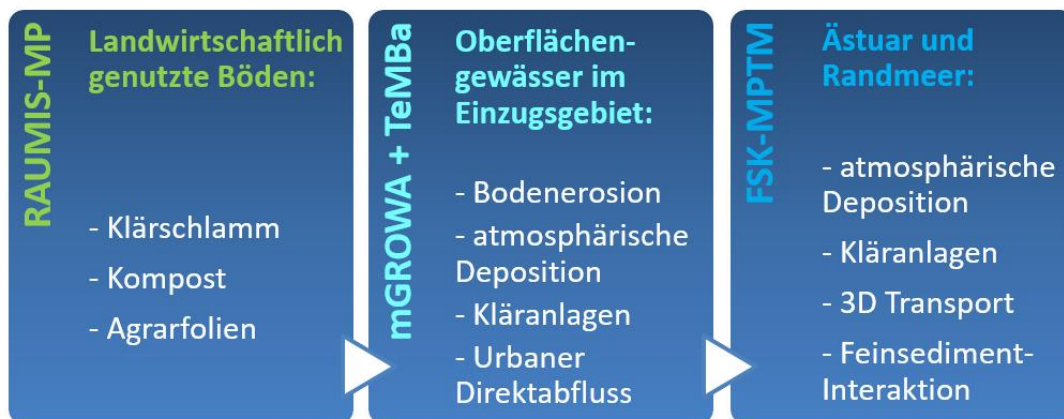 RAUMIS-MP
Landwirtschaftlich
genutzte Böden:
- Klärschlamm
- Kompost
- Agrarfolien
mGROWA + TeMBa
Oberflächen-
gewässer im
Einzugsgebiet:
- Bodenerosion
- atmosphärische
Deposition
- Kläranlagen
- Urbaner
Direktabfluss
FSK-MPTM
Ästuar und
Randmeer:
- atmosphärische
Deposition
- Kläranlagen
- 3D Transport
- Feinsediment-
Interaktion